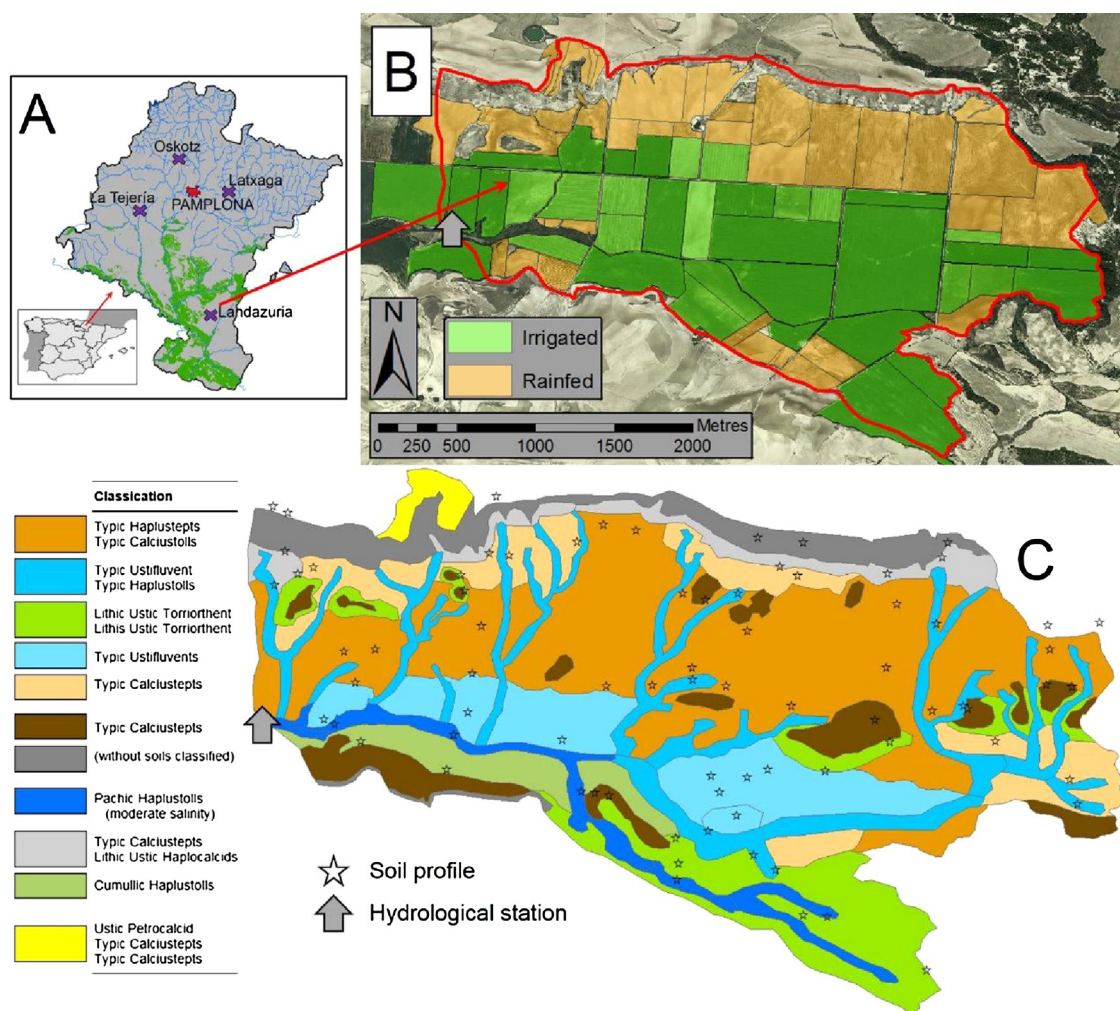 A
Oskotz
Latxaga
La Tejería
PAMPLONA
Landazuria
B
N
Irrigated
Rainfed
Metres
0 250 500 1000 1500 2000
Classication
Typic Haplustepts
Typic Calciustolls
Typic Ustifluvent
Typic Haplustolls
Lithic Ustic Torriorthent
Lithis Ustic Torriorthent
Typic Ustifluvents
Typic Calciustepts
Typic Calciustepts
(without soils classified)
Pachic Haplustolls
(moderate salinity)
Typic Calciustepts
Lithic Ustic Haplocalcids
Cumullic Haplustolls
Ustic Petrocalcid
Typic Calciustepts
Typic Calciustepts
C
Soil profile
Hydrological station